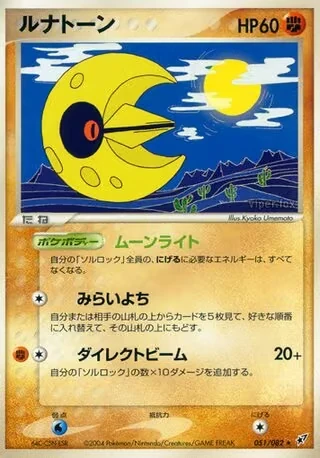 ルナトーン HP60
Vipersfox
たね Illus.Kyoko Umemoto
ポケボディー ムーンライト
自分の「ソルロック」全員の、にげるに必要なエネルギーは、すべて
なくなる。
みらいよち
自分または相手の山札の上からカードを5枚見て、好きな順番
に入れ替えて、その山札の上にもどす。
ダイレクトビーム 20+
自分の「ソルロック」の数×10ダメージを追加する。
弱点 抵抗力 にげる
©2004 Pokémon/Nintendo/Creatures/GAME FREAK. 051/082 ★